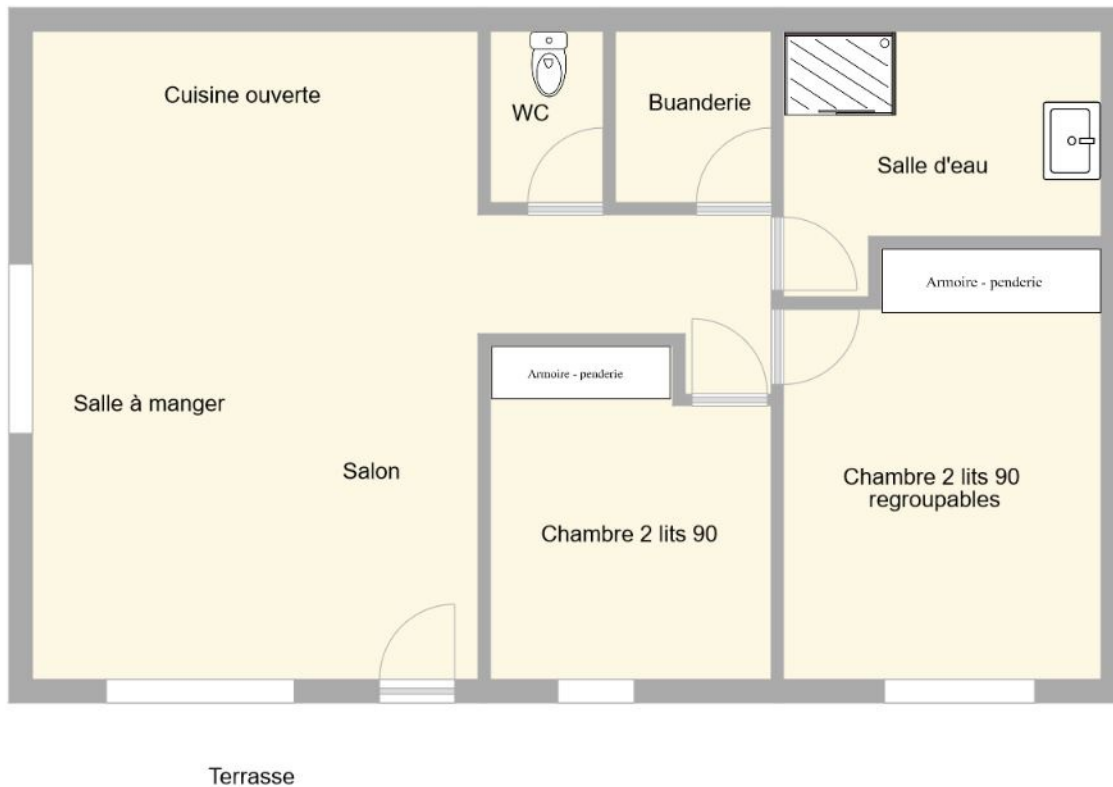 Cuisine ouverte
WC
Buanderie
Salle d'eau
Armoire - penderie
Armoire - penderie
Salle à manger
Salon
Chambre 2 lits 90
regroupables
Chambre 2 lits 90
Terrasse